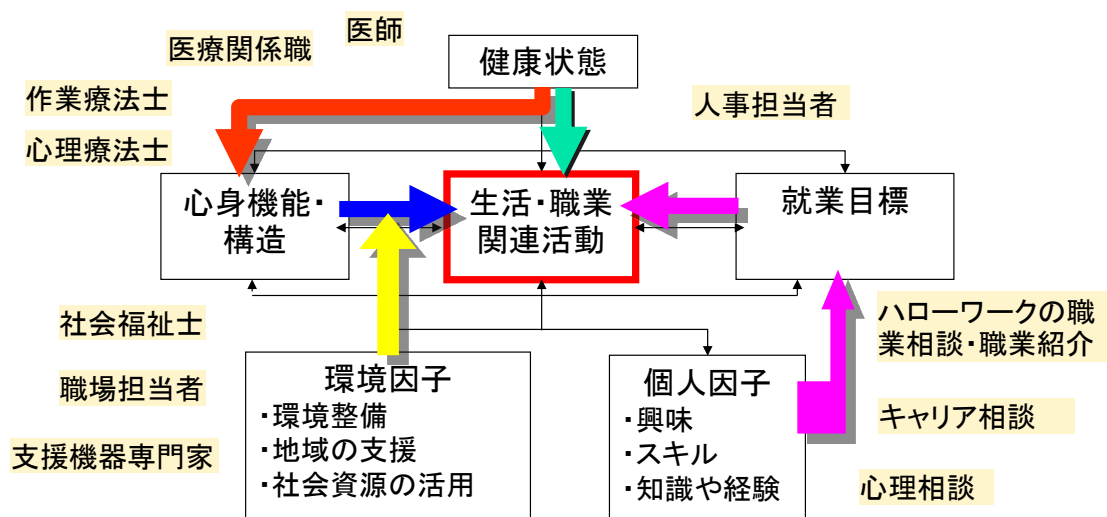 医師
医療関係職
健康状態
作業療法士
人事担当者
心理療法士
心身機能・
構造
生活・職業
関連活動
就業目標
社会福祉士
職場担当者
支援機器専門家
環境因子
・環境整備
・地域の支援
・社会資源の活用
個人因子
・興味
・スキル
・知識や経験
ハローワークの職
業相談・職業紹介
キャリア相談
心理相談